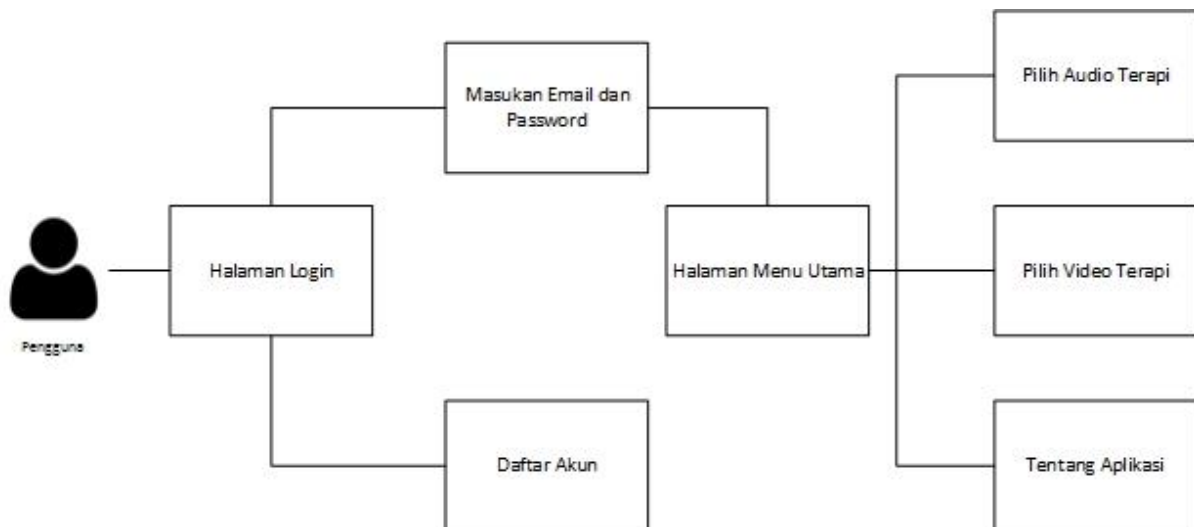 Pengguna
Halaman Login
Masukan Email dan
Password
Daftar Akun
Halaman Menu Utama
Pilih Audio Terapi
Pilih Video Terapi
Tentang Aplikasi